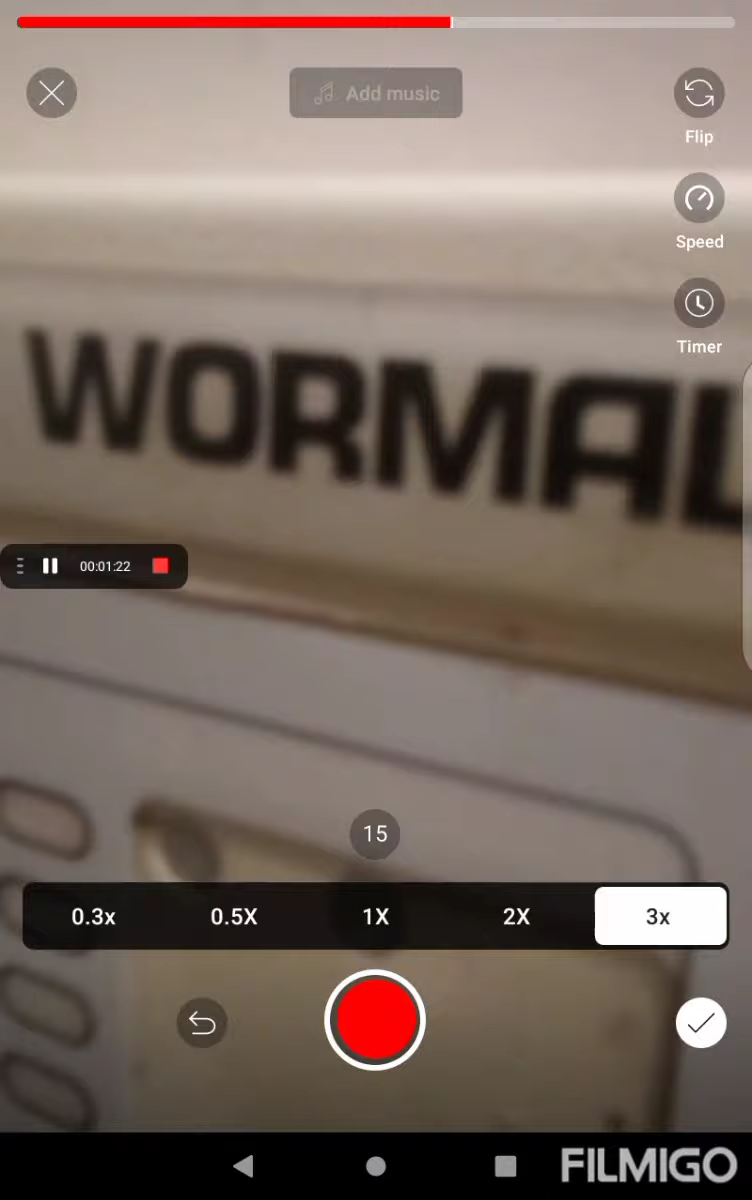 Add music
Flip
Speed
Timer
WORMAL
00:01:22
15
0.3x 0.5X 1X 2X 3x
FILMIGO